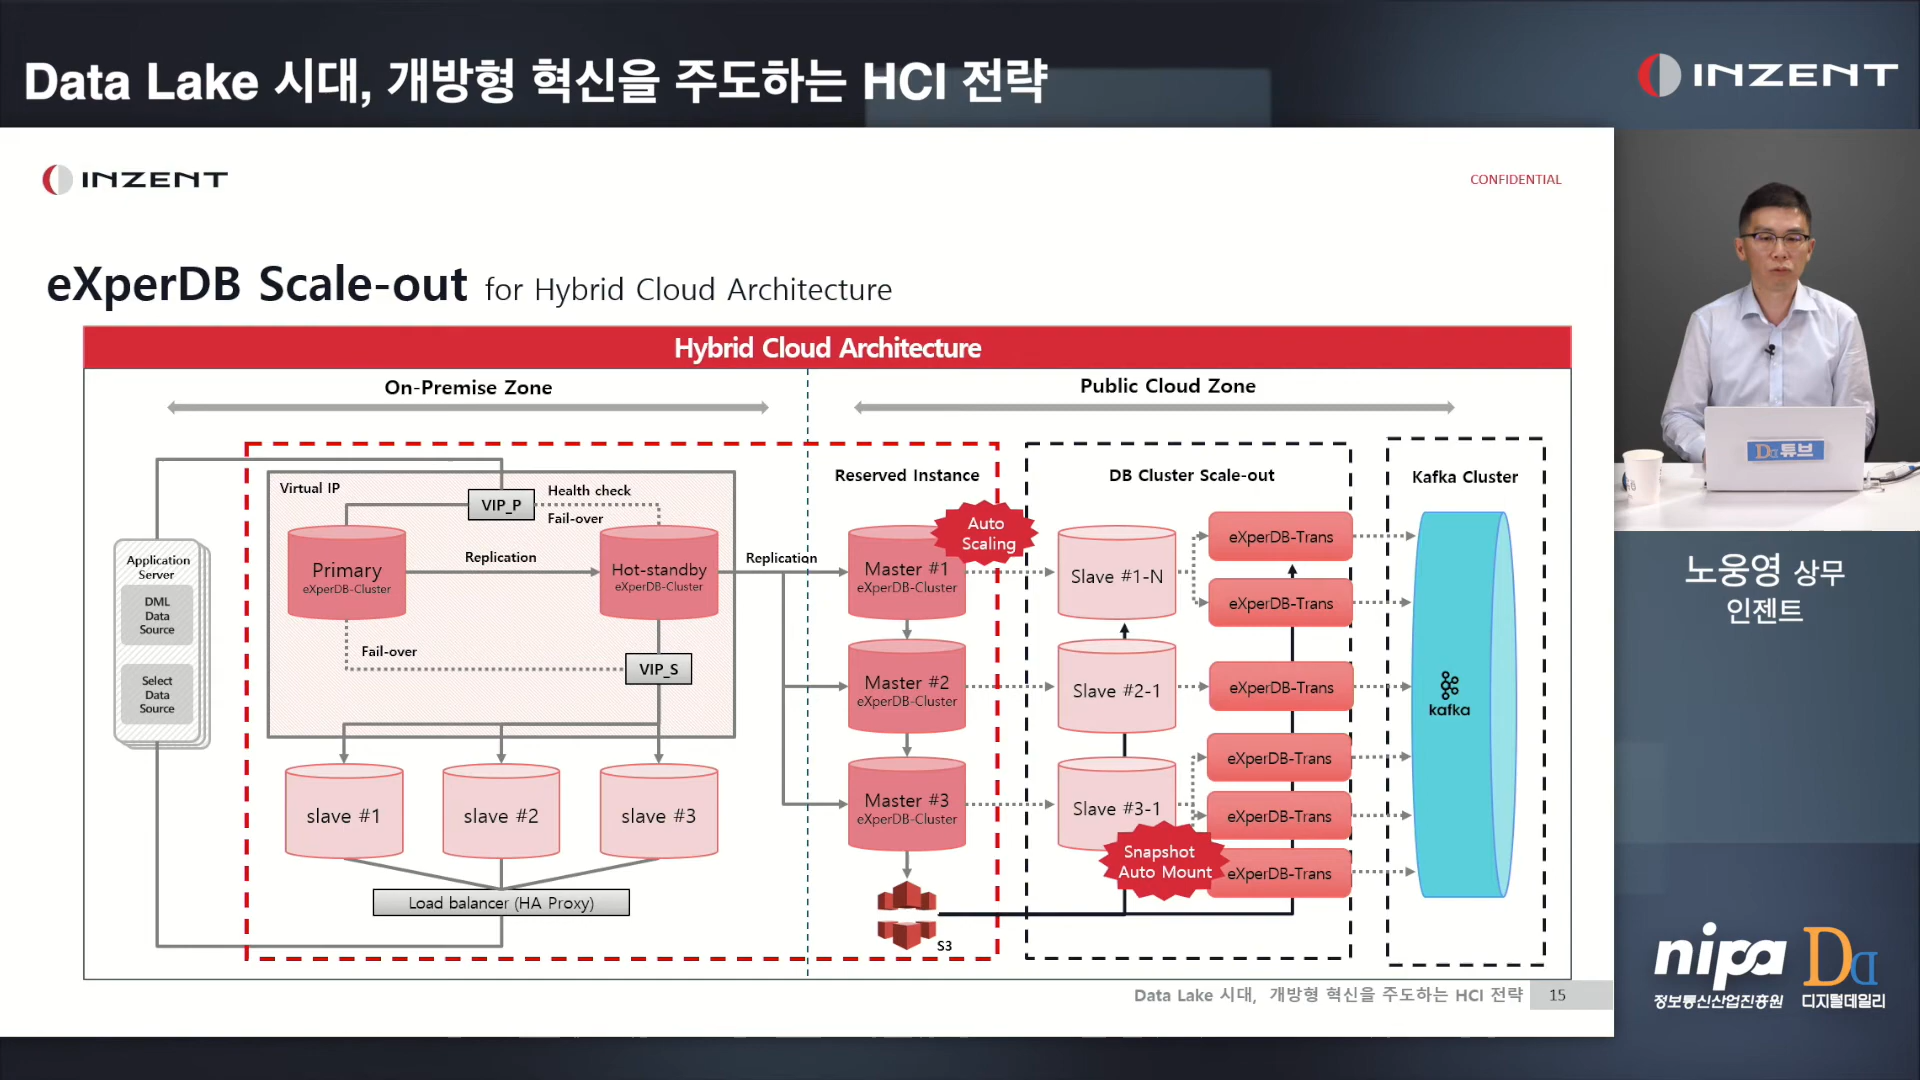 Data Lake 시대, 개방형 혁신을 주도하는 HCI 전략
INZENT
INZENT
CONFIDENTIAL
eXperDB Scale-out for Hybrid Cloud Architecture
Hybrid Cloud Architecture
On-Premise Zone
Public Cloud Zone
Virtual IP
VIP_P
Health check
Fail-over
Primary
eXperDB-Cluster
Replication
Hot-standby
eXperDB-Cluster
Fail-over
VIP_S
Application
Server
DML
Data
Source
Select
Data
Source
slave #1
slave #2
slave #3
Load balancer (HA Proxy)
Replication
Reserved Instance
Auto
Scaling
Master #1
eXperDB-Cluster
Master #2
eXperDB-Cluster
Master #3
eXperDB-Cluster
S3
DB Cluster Scale-out
Slave #1-N
Slave #2-1
Slave #3-1
Snapshot
Auto Mount
eXperDB-Trans
eXperDB-Trans
eXperDB-Trans
eXperDB-Trans
eXperDB-Trans
eXperDB-Trans
Kafka Cluster
kafka
Data Lake 시대, 개방형 혁신을 주도하는 HCI 전략
15
Dd튜브
노웅영 상무
인젠트
nipa
정보통신산업진흥원
Dd
디지털데일리